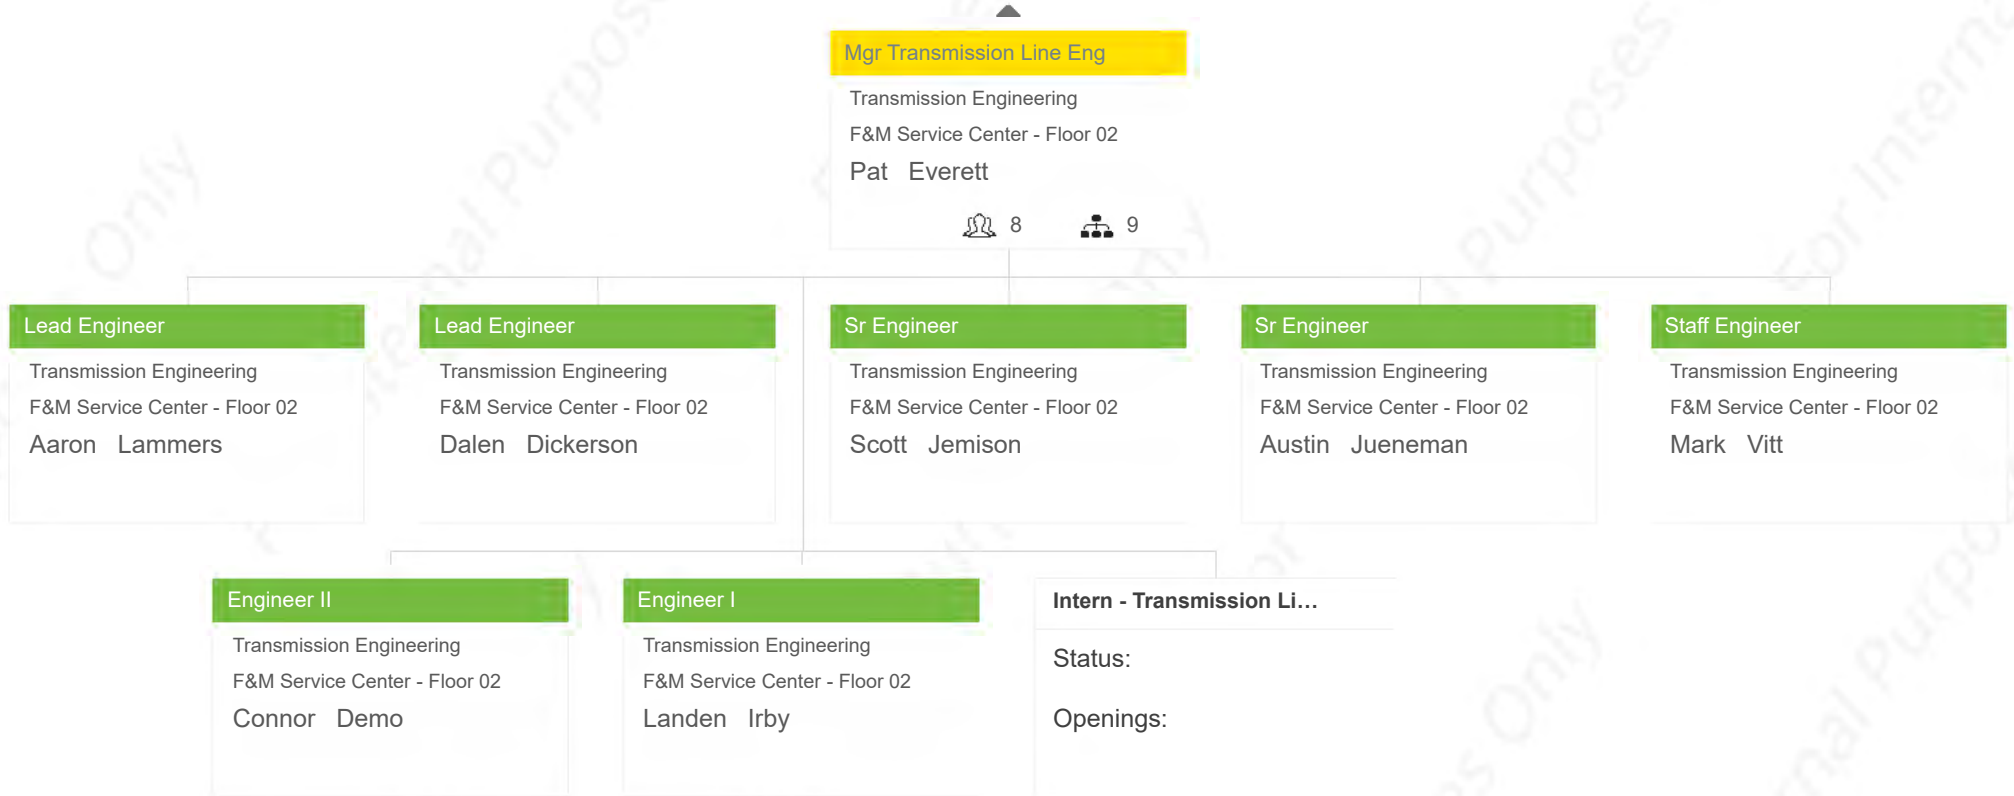 Mgr Transmission Line Eng
Transmission Engineering
F&M Service Center - Floor 02
Pat Everett
8 9
Lead Engineer
Transmission Engineering
F&M Service Center - Floor 02
Aaron Lammers
Lead Engineer
Transmission Engineering
F&M Service Center - Floor 02
Dalen Dickerson
Sr Engineer
Transmission Engineering
F&M Service Center - Floor 02
Scott Jemison
Sr Engineer
Transmission Engineering
F&M Service Center - Floor 02
Austin Jueneman
Staff Engineer
Transmission Engineering
F&M Service Center - Floor 02
Mark Vitt
Engineer II
Transmission Engineering
F&M Service Center - Floor 02
Connor Demo
Engineer I
Transmission Engineering
F&M Service Center - Floor 02
Landen Irby
Intern - Transmission Li...
Status:
Openings: